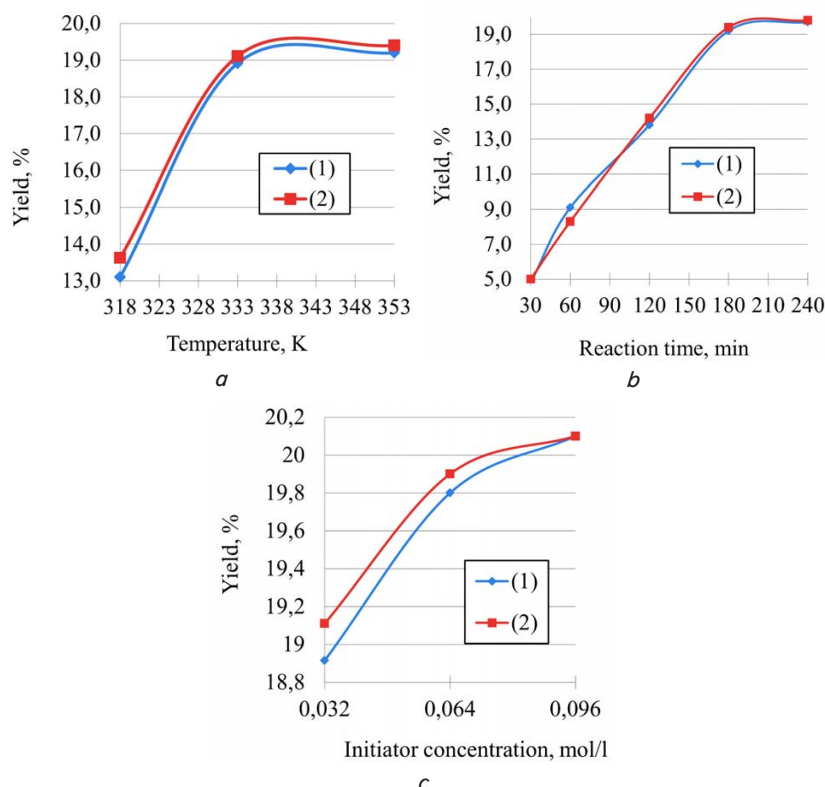 20,0
19,0
18,0
17,0
16,0
15,0
14,0
13,0
Yield, %
(1)
(2)
318 323 328 333 338 343 348 353
Temperature, K
a
19,0
17,0
15,0
13,0
11,0
9,0
7,0
5,0
Yield, %
(1)
(2)
30 60 90 120 150 180 210 240
Reaction time, min
b
20,2
20
19,8
19,6
19,4
19,2
19
18,8
Yield, %
(1)
(2)
0,032 0,064 0,096
Initiator concentration, mol/l
c